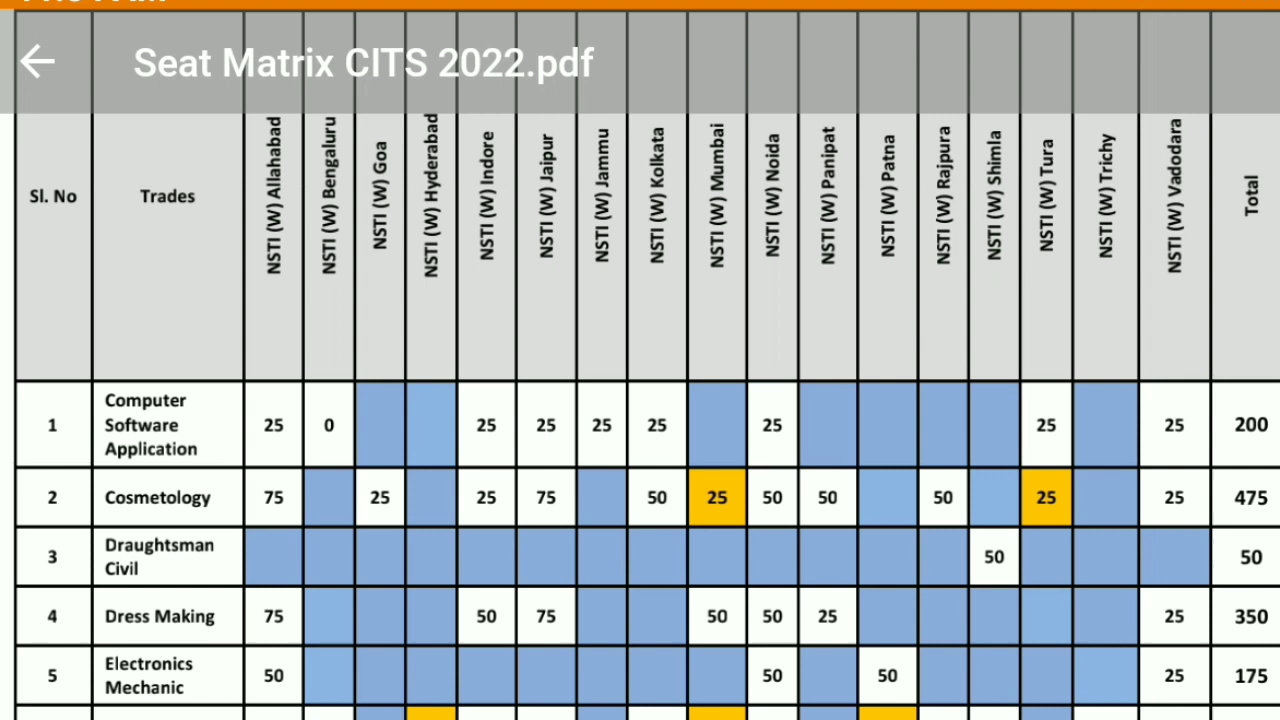 Seat Matrix CITS 2022.pdf
Sl. No Trades NSTI (W) Allahabad NSTI (W) Bengaluru NSTI (W) Goa NSTI (W) Hyderabad NSTI (W) Indore NSTI (W) Jaipur NSTI (W) Jammu NSTI (W) Kolkata NSTI (W) Mumbai NSTI (W) Noida NSTI (W) Panipat NSTI (W) Patna NSTI (W) Rajpura NSTI (W) Shimla NSTI (W) Tura NSTI (W) Trichy NSTI (W) Vadodara Total
Computer
1 Software 25 0 25 25 25 25 25 25 25 200
Application
2 Cosmetology 75 25 25 75 50 25 50 50 50 25 25 475
Draughtsman
3 50 50
Civil
4 Dress Making 75 50 75 50 50 25 25 350
Electronics
5 50 50 50 25 175
Mechanic